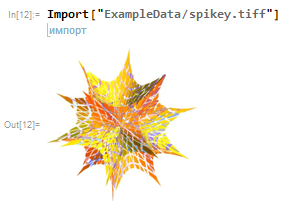 In[12]:= Import["ExampleData/spikey.tiff"]
импорт
Out[12]=